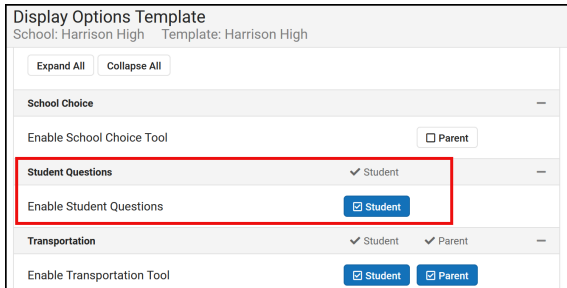 Display Options Template
School: Harrison High Template: Harrison High
Expand All Collapse All
School Choice
Enable School Choice Tool Parent
Student Questions Student
Enable Student Questions Student
Transportation Student Parent
Enable Transportation Tool Student Parent